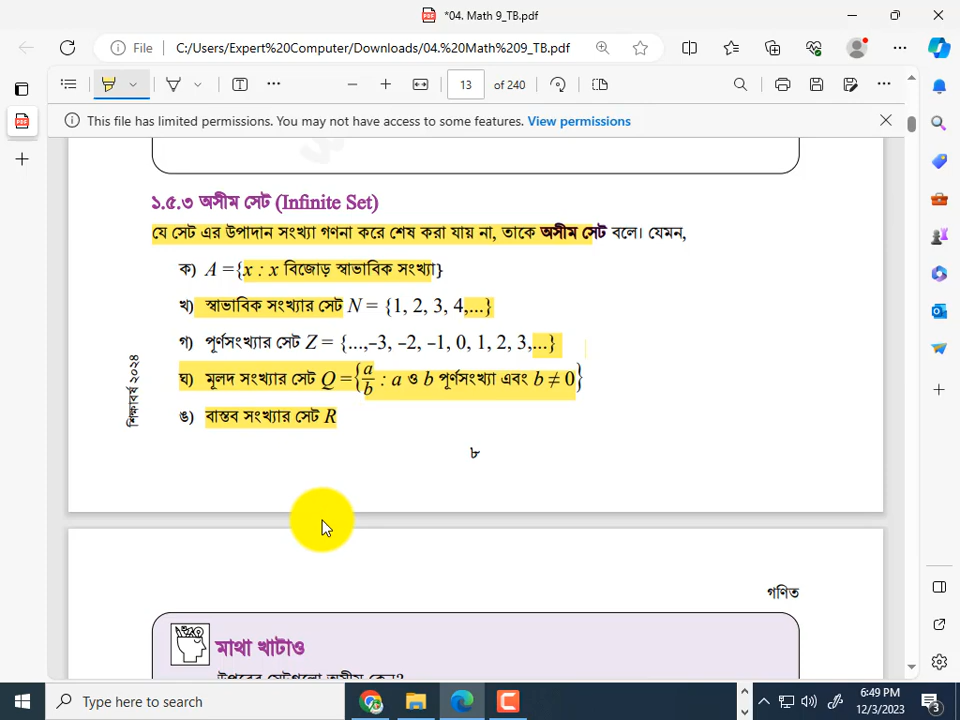 *04. Math 9_TB.pdf
File C:/Users/Expert%20Computer/Downloads/04.%20Math%209_TB.pdf
13 of 240
This file has limited permissions. You may not have access to some features. View permissions
১.৫.৩ অসীম সেট (Infinite Set)
যে সেট এর উপাদান সংখ্যা গণনা করে শেষ করা যায় না, তাকে অসীম সেট বলে। যেমন,
ক) A ={x : x বিজোড় স্বাভাবিক সংখ্যা}
খ) স্বাভাবিক সংখ্যার সেট N = {1, 2, 3, 4,...}
গ) পূর্ণসংখ্যার সেট Z = {...,-3, -2, -1, 0, 1, 2, 3,...}
ঘ) মূলদ সংখ্যার সেট Q ={a/b : a ও b পূর্ণসংখ্যা এবং b ≠ 0}
ঙ) বাস্তব সংখ্যার সেট R
শিক্ষাবর্ষ ২০২৪
৮
গণিত
মাথা খাটাও
উপরের সেটগুলো অসীম কেন?
Type here to search
6:49 PM
12/3/2023
3